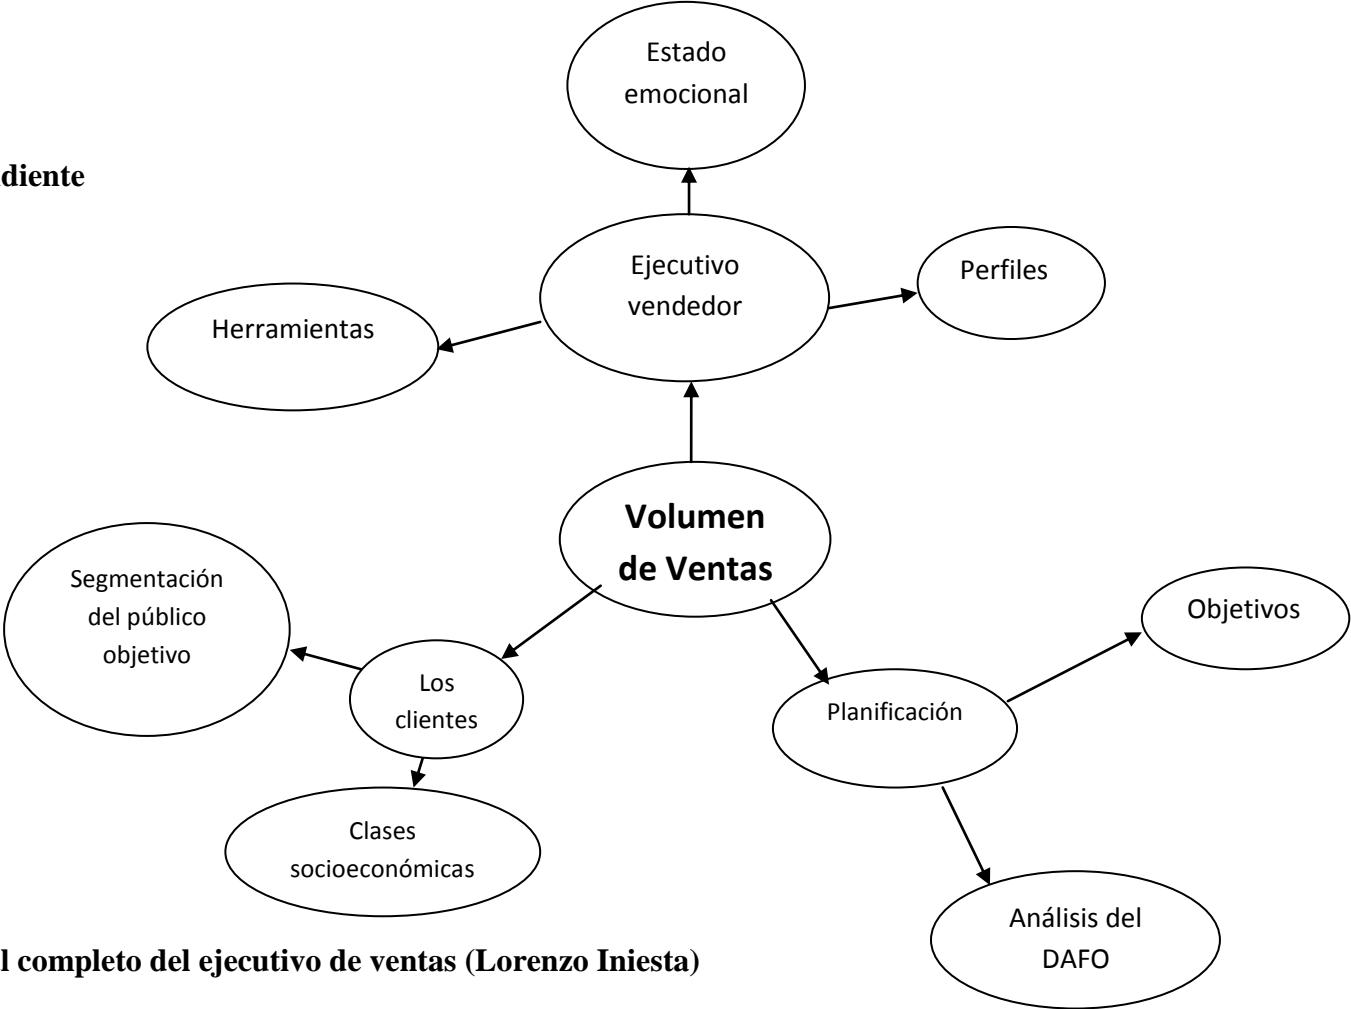 Estado
emocional
diente
Ejecutivo
vendedor
Perfiles
Herramientas
Volumen
de Ventas
Segmentación
del público
objetivo
Los
clientes
Objetivos
Planificación
Clases
socioeconómicas
Análisis del
DAFO
l completo del ejecutivo de ventas (Lorenzo Iniesta)